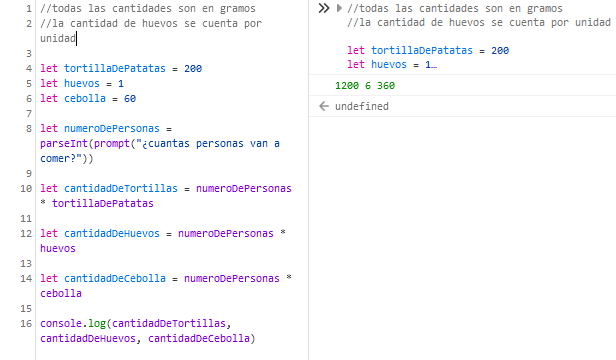 1 //todas las cantidades son en gramos
2 //la cantidad de huevos se cuenta por
unidad
3
4 let tortillaDePatatas = 200
5 let huevos = 1
6 let cebolla = 60
7
8 let numeroDePersonas =
parseInt(prompt("¿cuantas personas van a
comer?"))
9
10 let cantidadDeTortillas = numeroDePersonas
* tortillaDePatatas
11
12 let cantidadDeHuevos = numeroDePersonas *
huevos
13
14 let cantidadDeCebolla = numeroDePersonas *
cebolla
15
16 console.log(cantidadDeTortillas,
cantidadDeHuevos, cantidadDeCebolla)
//todas las cantidades son en gramos
//la cantidad de huevos se cuenta por unidad
let tortillaDePatatas = 200
let huevos = 1…
1200 6 360
undefined